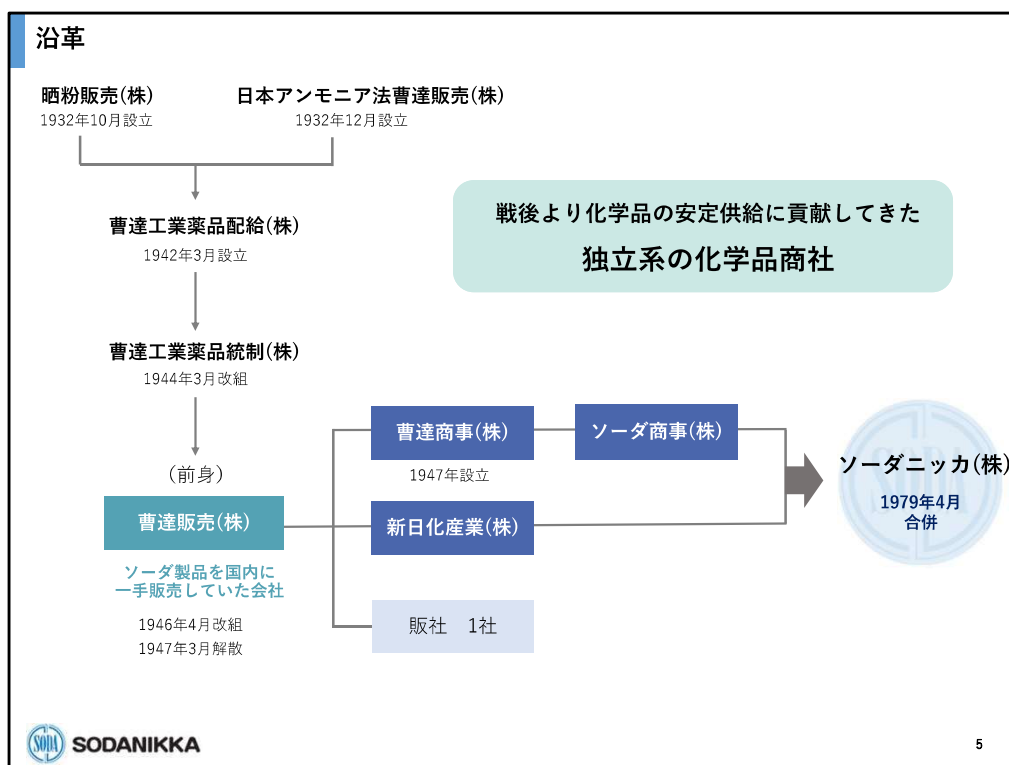 沿革
晒粉販売(株)
1932年10月設立
日本アンモニア法曹達販売(株)
1932年12月設立
曹達工業薬品配給(株)
1942年3月設立
戦後より化学品の安定供給に貢献してきた
独立系の化学品商社
曹達工業薬品統制(株)
1944年3月改組
(前身)
曹達販売(株)
ソーダ製品を国内に
一手販売していた会社
1946年4月改組
1947年3月解散
曹達商事(株)
1947年設立
ソーダ商事(株)
新日化産業(株)
販社　1社
SODA
ソーダニッカ(株)
1979年4月
合併
SODA SODANIKKA
5